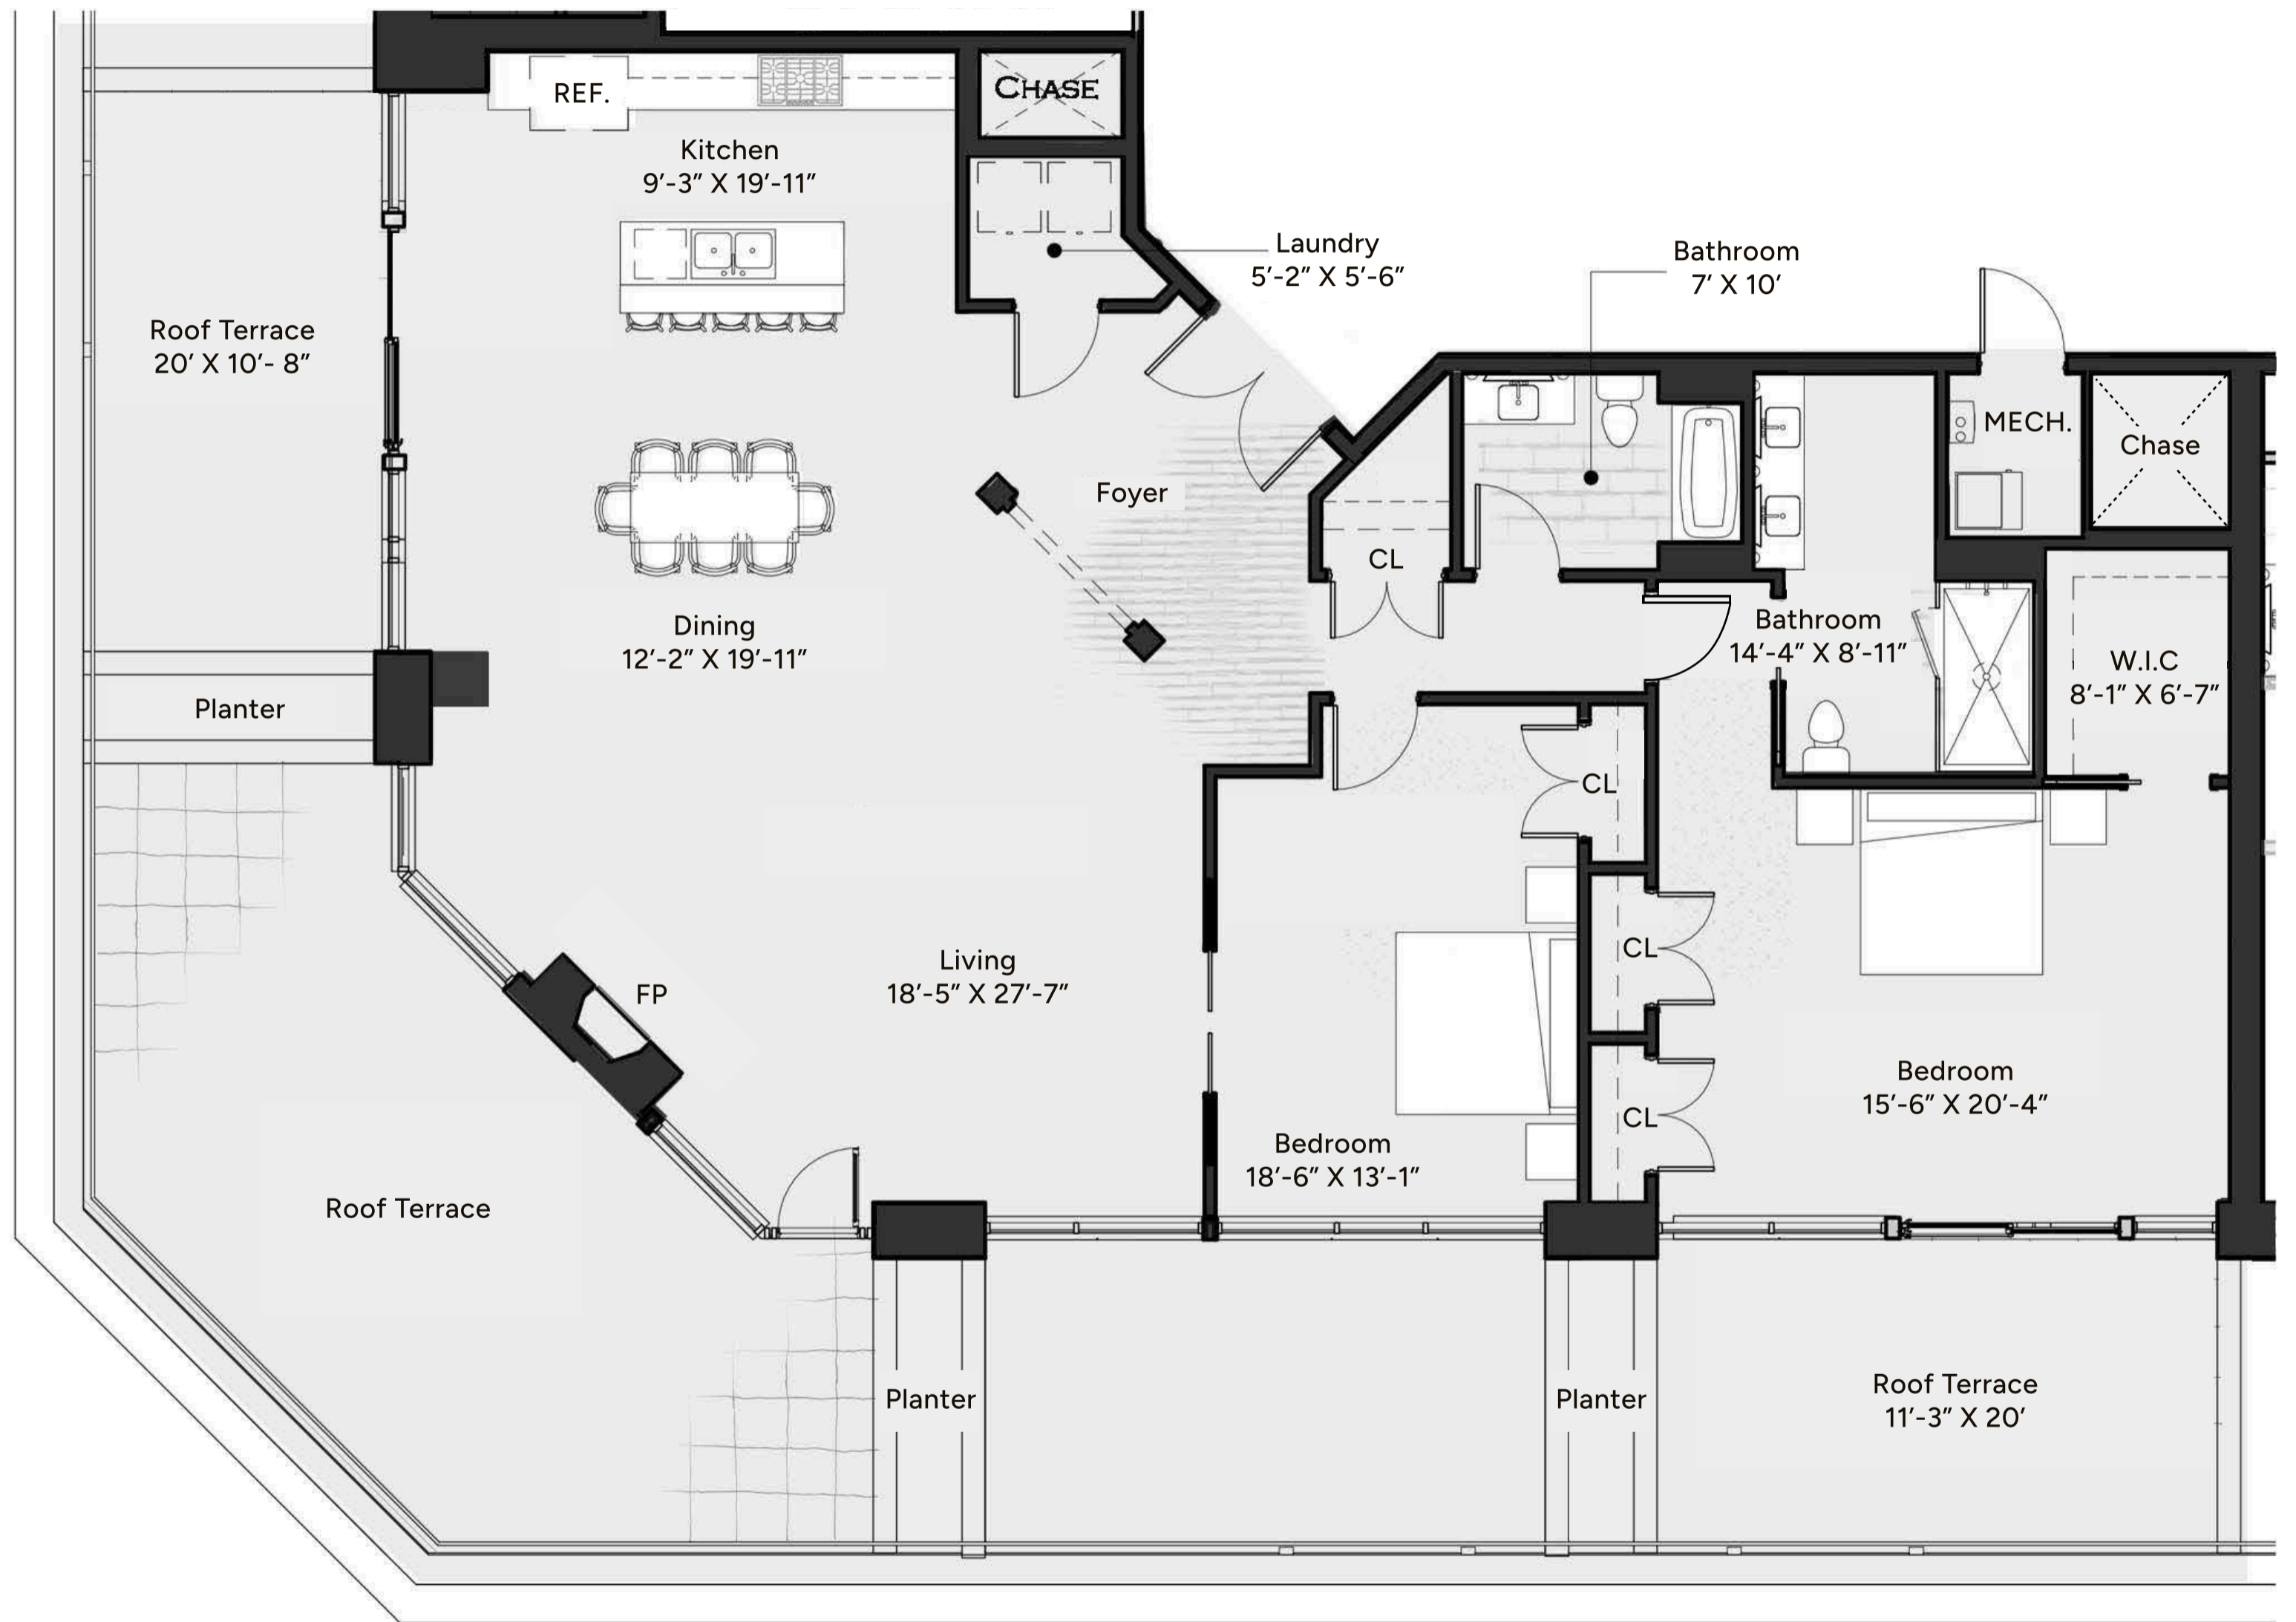 REF.
CHASE
Kitchen
9’-3” X 19’-11”
Laundry
5’-2” X 5’-6”
Bathroom
7’ X 10’
Roof Terrace
20’ X 10’- 8”
MECH.
Chase
Foyer
CL
Dining
12’-2” X 19’-11”
Bathroom
14’-4” X 8’-11”
W.I.C
8’-1” X 6’-7”
Planter
CL
CL
FP
Living
18’-5” X 27’-7”
CL
Bedroom
15’-6” X 20’-4”
Bedroom
18’-6” X 13’-1”
Roof Terrace
Planter
Planter
Roof Terrace
11’-3” X 20’